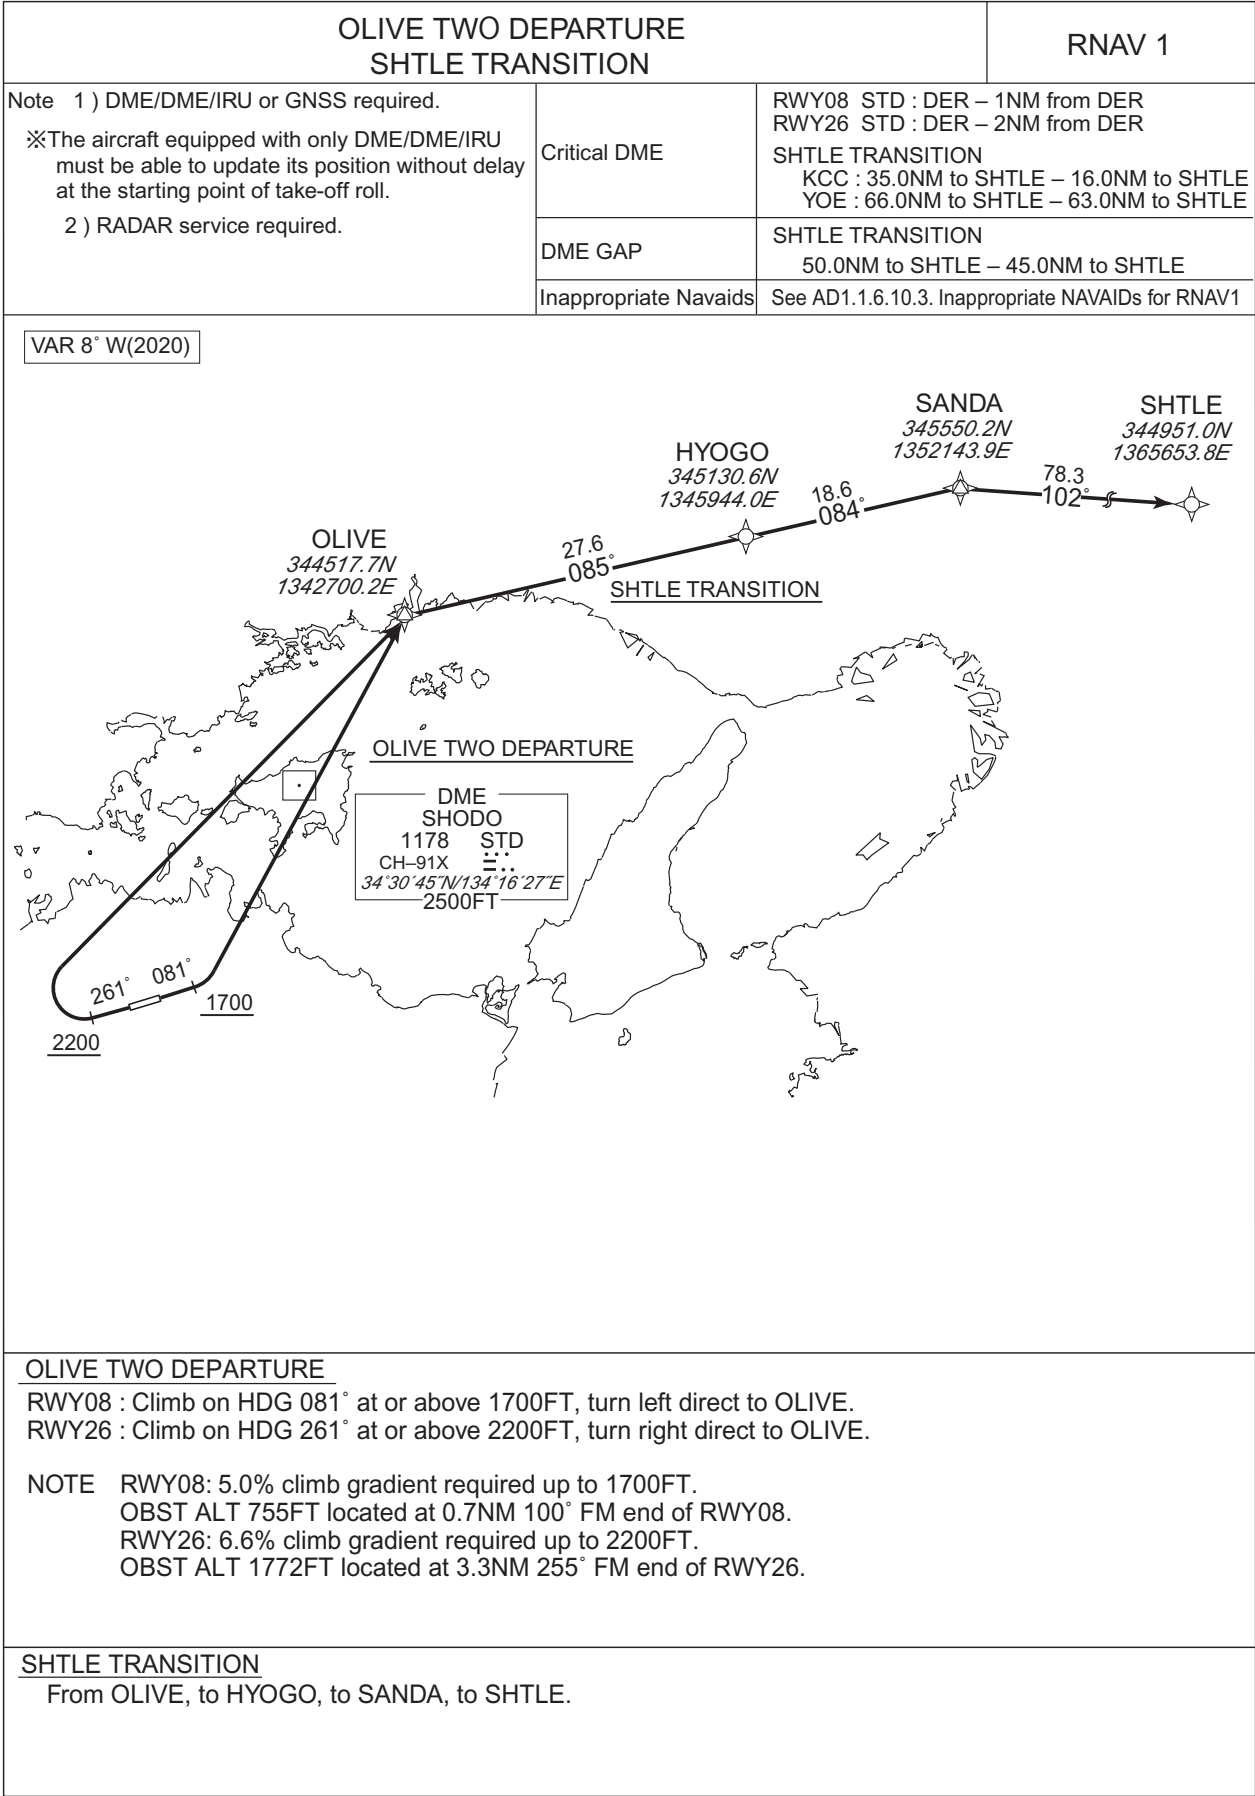 OLIVE TWO DEPARTURE
SHTLE TRANSITION
RNAV 1
Note 1 ) DME/DME/IRU or GNSS required.
※The aircraft equipped with only DME/DME/IRU
must be able to update its position without delay
at the starting point of take-off roll.
2 ) RADAR service required.
Critical DME
RWY08 STD : DER – 1NM from DER
RWY26 STD : DER – 2NM from DER
SHTLE TRANSITION
KCC : 35.0NM to SHTLE – 16.0NM to SHTLE
YOE : 66.0NM to SHTLE – 63.0NM to SHTLE
DME GAP
SHTLE TRANSITION
50.0NM to SHTLE – 45.0NM to SHTLE
Inappropriate Navaids
See AD1.1.6.10.3. Inappropriate NAVAIDs for RNAV1
VAR 8˚ W(2020)
SANDA
345550.2N
1352143.9E
SHTLE
344951.0N
1365653.8E
HYOGO
345130.6N
1345944.0E
78.3
102˚
18.6
084˚
OLIVE
344517.7N
1342700.2E
27.6
085˚
SHTLE TRANSITION
OLIVE TWO DEPARTURE
DME
SHODO
1178 STD
CH–91X
34˚30´45˝N/134˚16´27˝E
2500FT
261˚
081˚
1700
2200
OLIVE TWO DEPARTURE
RWY08 : Climb on HDG 081˚ at or above 1700FT, turn left direct to OLIVE.
RWY26 : Climb on HDG 261˚ at or above 2200FT, turn right direct to OLIVE.
NOTE RWY08: 5.0% climb gradient required up to 1700FT.
OBST ALT 755FT located at 0.7NM 100˚ FM end of RWY08.
RWY26: 6.6% climb gradient required up to 2200FT.
OBST ALT 1772FT located at 3.3NM 255˚ FM end of RWY26.
SHTLE TRANSITION
From OLIVE, to HYOGO, to SANDA, to SHTLE.